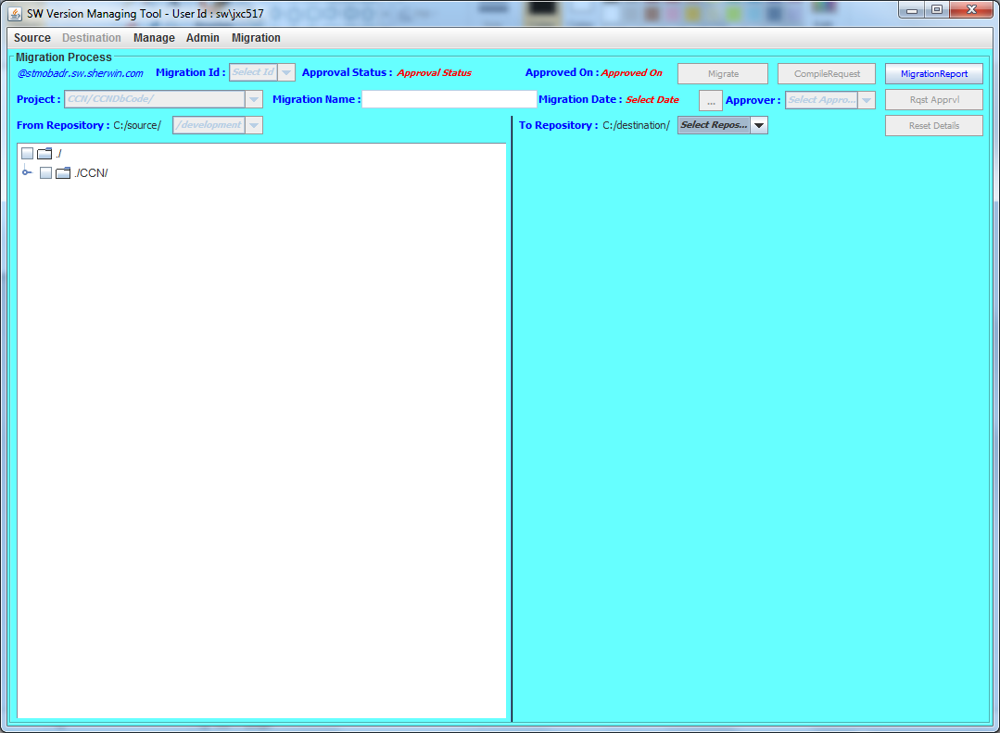 SW Version Managing Tool - User Id : sw\jxc517
Source Destination Manage Admin Migration
Migration Process
@stmobadr.sw.sherwin.com Migration Id : Select Id Approval Status : Approval Status Approved On : Approved On Migrate CompileRequest MigrationReport
Project : CCN/CCNDbCode/ Migration Name : Migration Date : Select Date ... Approver : Select Appro... Rqst Apprvl
From Repository : C:/source/ /development To Repository : C:/destination/ Select Repos... Reset Details
./
./CCN/